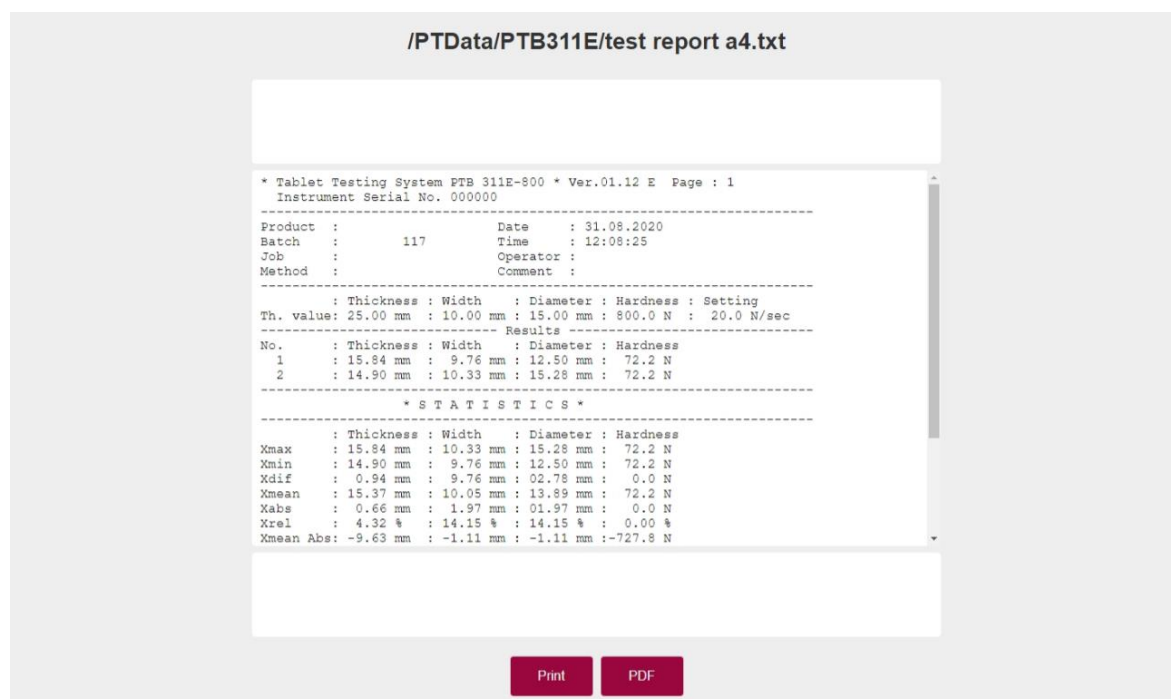 /PTData/PTB311E/test report a4.txt
* Tablet Testing System PTB 311E-800 * Ver.01.12 E  Page : 1
  Instrument Serial No. 000000
----------------------------------------------------------------------
Product  :                    Date     : 31.08.2020
Batch    :        117         Time     : 12:08:25
Job      :                    Operator :
Method   :                    Comment  :
----------------------------------------------------------------------
         : Thickness : Width    : Diameter : Hardness : Setting
Th. value: 25.00 mm  : 10.00 mm : 15.00 mm : 800.0 N  :  20.0 N/sec
------------------------------ Results -------------------------------
No.      : Thickness : Width    : Diameter : Hardness
  1      : 15.84 mm  :  9.76 mm : 12.50 mm :  72.2 N
  2      : 14.90 mm  : 10.33 mm : 15.28 mm :  72.2 N
----------------------------------------------------------------------
                  * S T A T I S T I C S *
----------------------------------------------------------------------
         : Thickness : Width    : Diameter : Hardness
Xmax     : 15.84 mm  : 10.33 mm : 15.28 mm :  72.2 N
Xmin     : 14.90 mm  :  9.76 mm : 12.50 mm :  72.2 N
Xdif     :  0.94 mm  :  9.76 mm : 02.78 mm :   0.0 N
Xmean    : 15.37 mm  : 10.05 mm : 13.89 mm :  72.2 N
Xabs     :  0.66 mm  :  1.97 mm : 01.97 mm :   0.0 N
Xrel     :  4.32 %   : 14.15 %  : 14.15 %  :  0.00 %
Xmean Abs: -9.63 mm  : -1.11 mm : -1.11 mm :-727.8 N
Print PDF